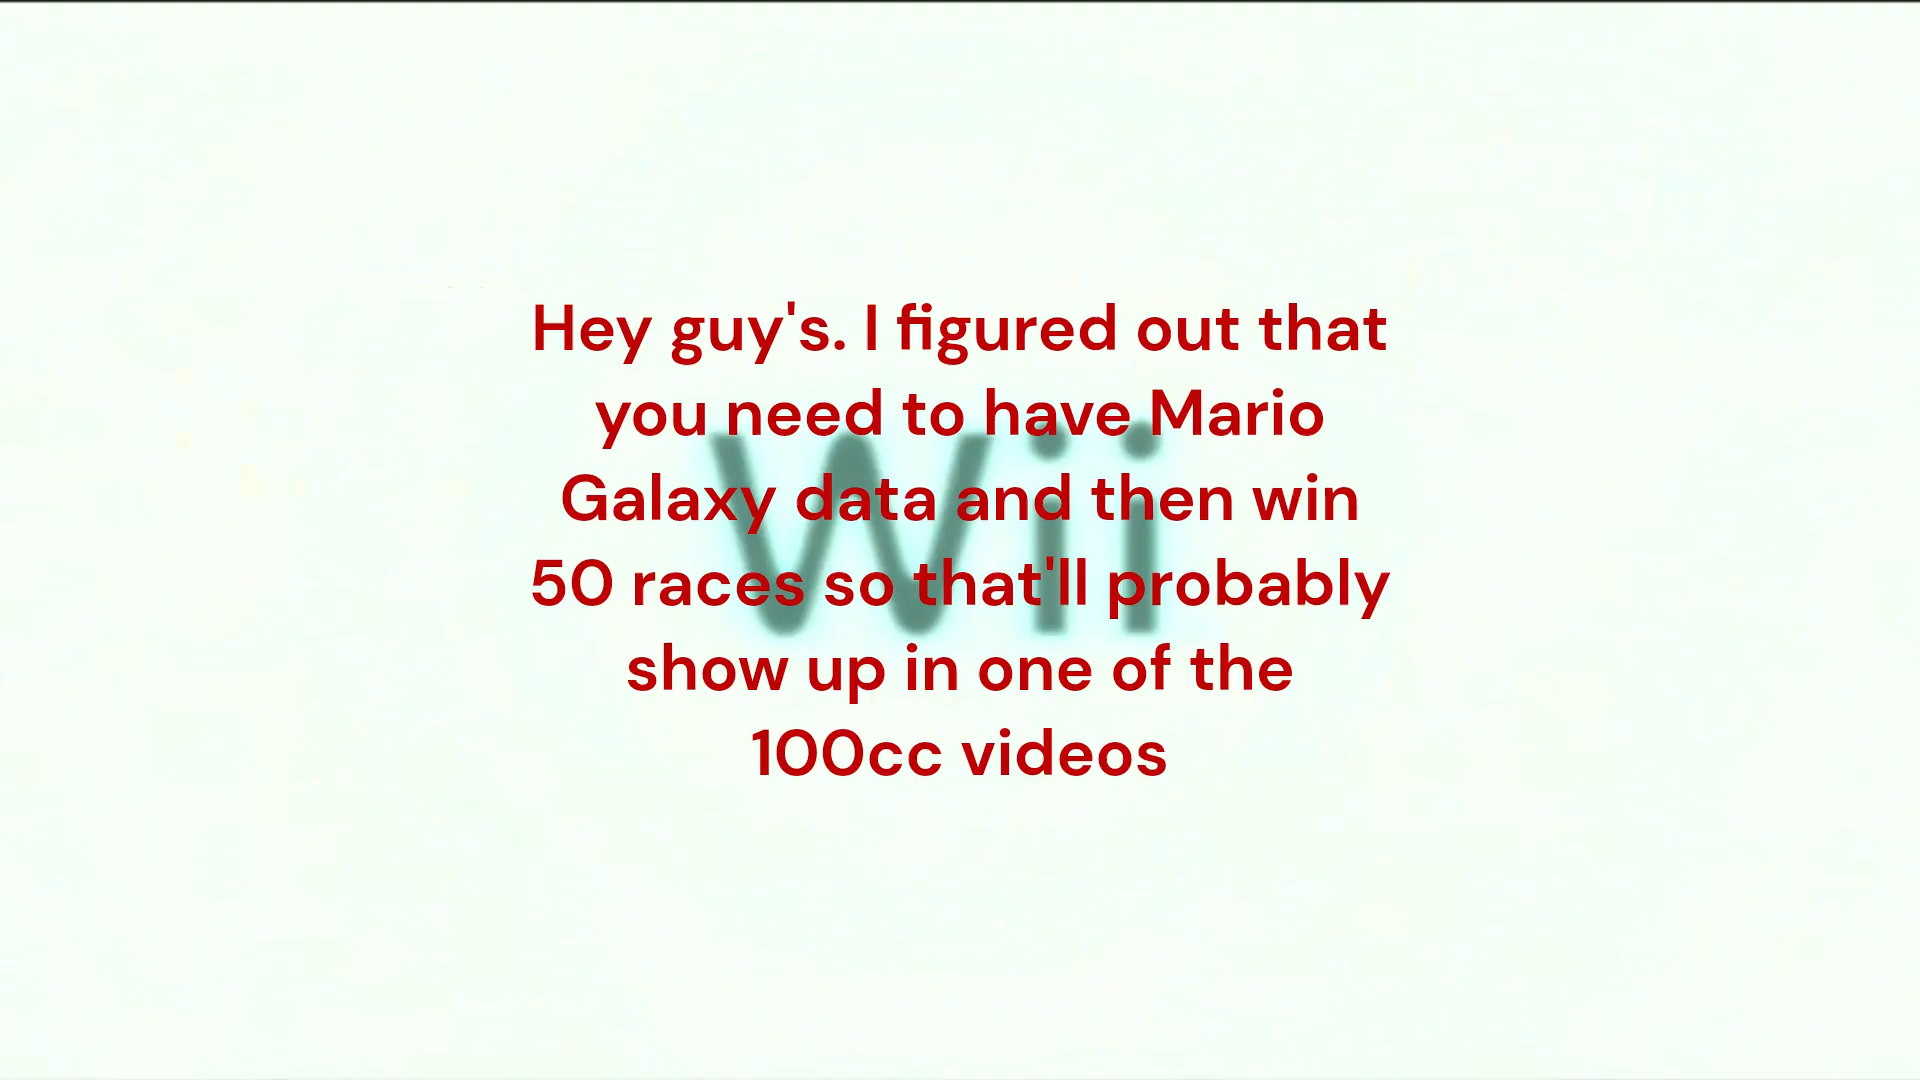 Hey guy's. I figured out that
you need to have Mario
Galaxy data and then win
50 races so that'll probably
show up in one of the
100cc videos
Wii